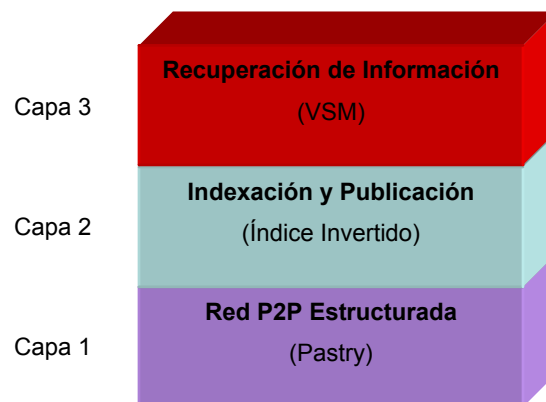 Recuperación de Información
Capa 3
(VSM)
Indexación y Publicación
Capa 2
(Índice Invertido)
Red P2P Estructurada
Capa 1
(Pastry)